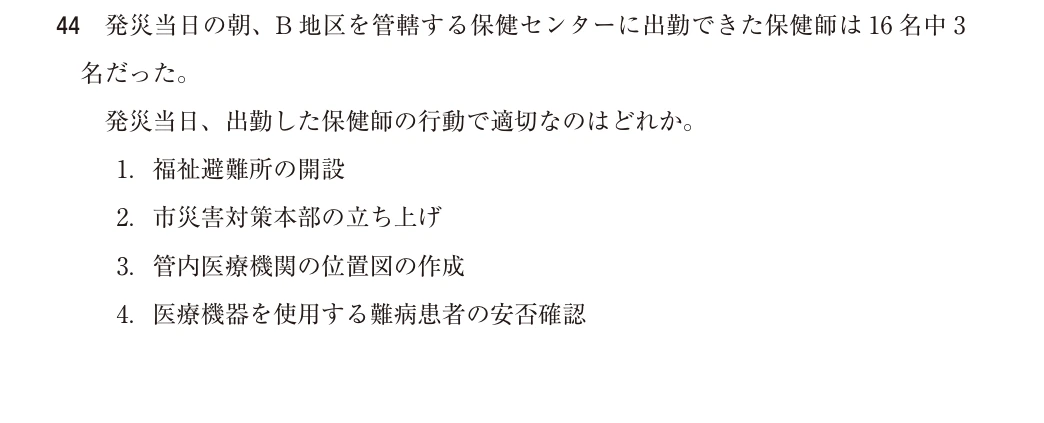 44 発災当日の朝、B 地区を管轄する保健センターに出勤できた保健師は 16 名中 3
名だった。
発災当日、出勤した保健師の行動で適切なのはどれか。
1. 福祉避難所の開設
2. 市災害対策本部の立ち上げ
3. 管内医療機関の位置図の作成
4. 医療機器を使用する難病患者の安否確認